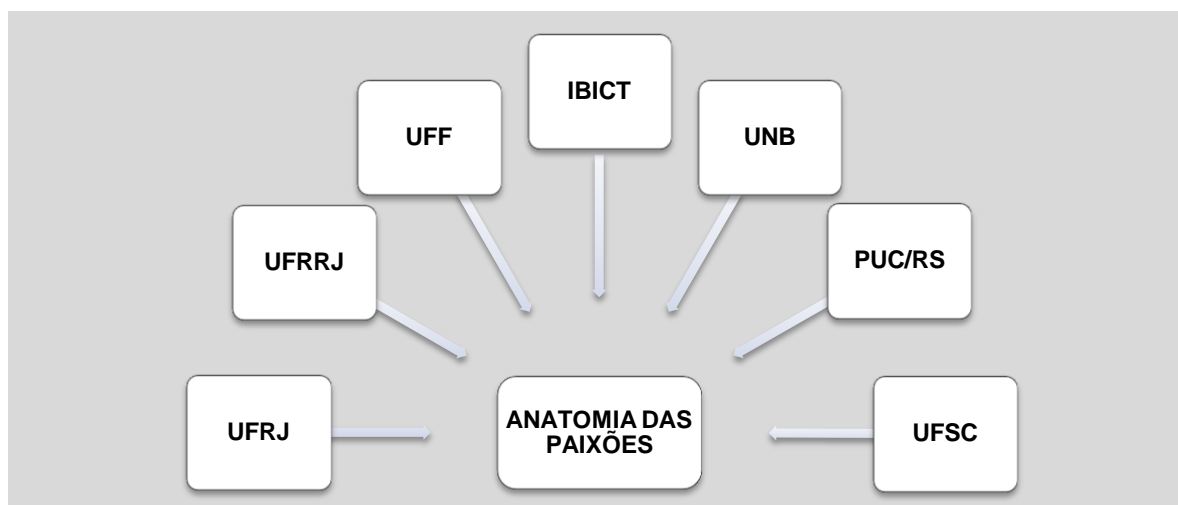 IBICT
UFF
UNB
UFRRJ
PUC/RS
UFRJ
ANATOMIA DAS
PAIXÕES
UFSC